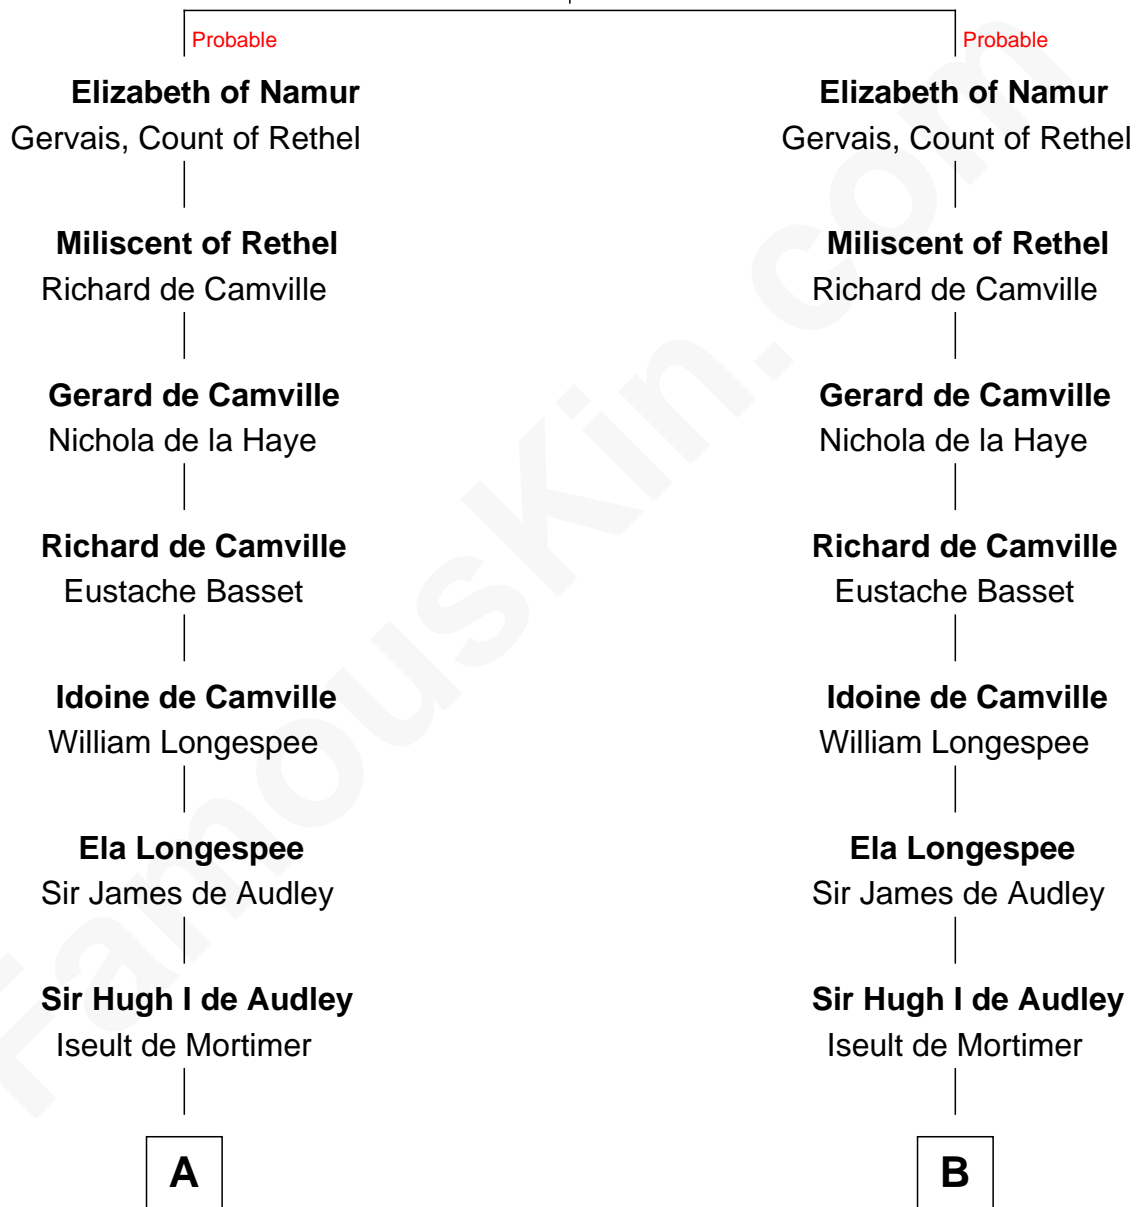 Probable
Probable
Elizabeth of Namur
Gervais, Count of Rethel
Elizabeth of Namur
Gervais, Count of Rethel
Miliscent of Rethel
Richard de Camville
Miliscent of Rethel
Richard de Camville
Gerard de Camville
Nichola de la Haye
Gerard de Camville
Nichola de la Haye
Richard de Camville
Eustache Basset
Richard de Camville
Eustache Basset
Idoine de Camville
William Longespee
Idoine de Camville
William Longespee
Ela Longespee
Sir James de Audley
Ela Longespee
Sir James de Audley
Sir Hugh I de Audley
Iseult de Mortimer
Sir Hugh I de Audley
Iseult de Mortimer
A
B
FamousKin.com